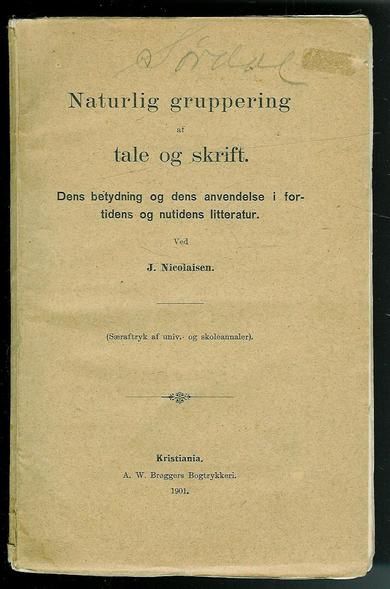 Sørdal
Naturlig gruppering
af
tale og skrift.
Dens betydning og dens anvendelse i for-
tidens og nutidens litteratur.
Ved
J. Nicolaisen.
(Særaftryk af univ.- og skoleannaler).
Kristiania.
A. W. Brøggers Bogtrykkeri.
1901.